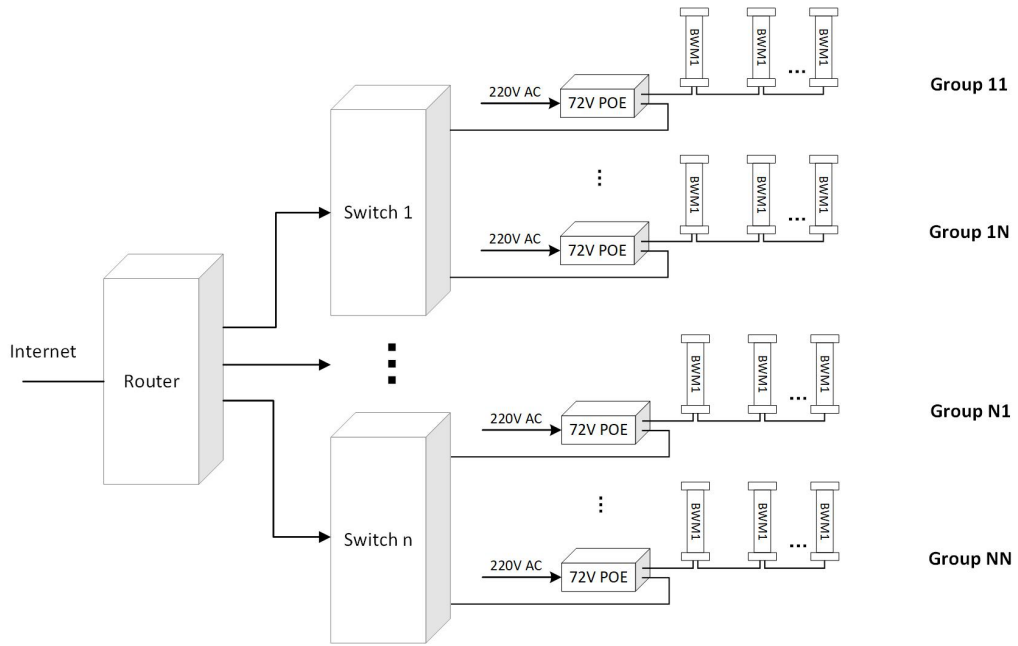 BWM1 BWM1 BWM1
...
Group 11
220V AC
72V POE
⋮
BWM1 BWM1 BWM1
...
Group 1N
220V AC
72V POE
Switch 1
Internet
Router
⋮
BWM1 BWM1 BWM1
...
Group N1
220V AC
72V POE
⋮
BWM1 BWM1 BWM1
...
Group NN
220V AC
72V POE
Switch n